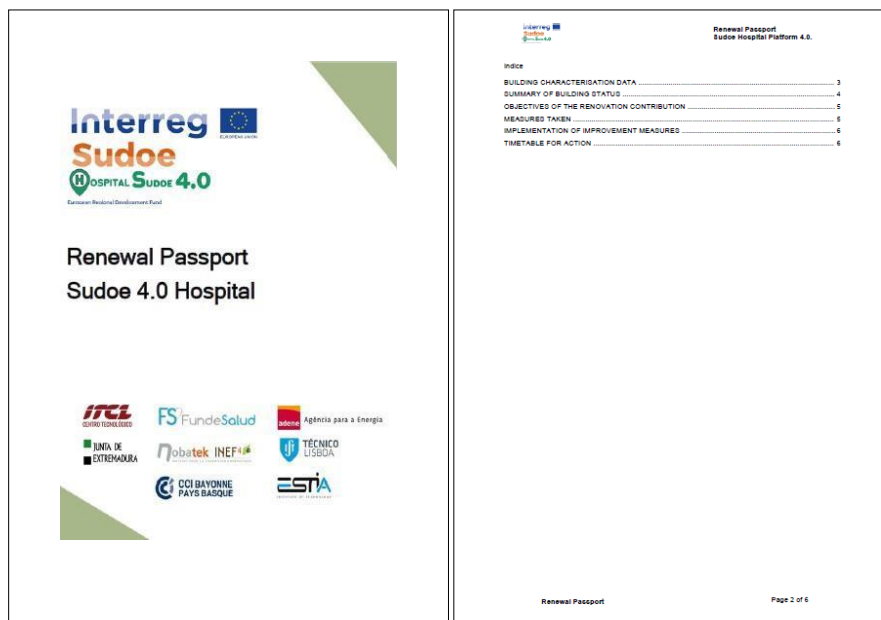 Interreg
EUROPEAN UNION
Sudoe
HOSPITAL SUDOE 4.0
European Regional Development Fund
Renewal Passport
Sudoe 4.0 Hospital
ITCL
CENTRO TECNOLÓGICO
FS FundeSalud
adene Agência para a Energia
JUNTA DE
EXTREMADURA
nobatek INEF4
TÉCNICO
LISBOA
CCI BAYONNE
PAYS BASQUE
ESTIA
Interreg
Sudoe
Renewal Passport
Sudoe Hospital Platform 4.0.
Indice
BUILDING CHARACTERISATION DATA ........ 3
SUMMARY OF BUILDING STATUS ........ 4
OBJECTIVES OF THE RENOVATION CONTRIBUTION ........ 5
MEASURES TAKEN ........ 5
IMPLEMENTATION OF IMPROVEMENT MEASURES ........ 6
TIMETABLE FOR ACTION ........ 6
Renewal Passport Page 2 of 6